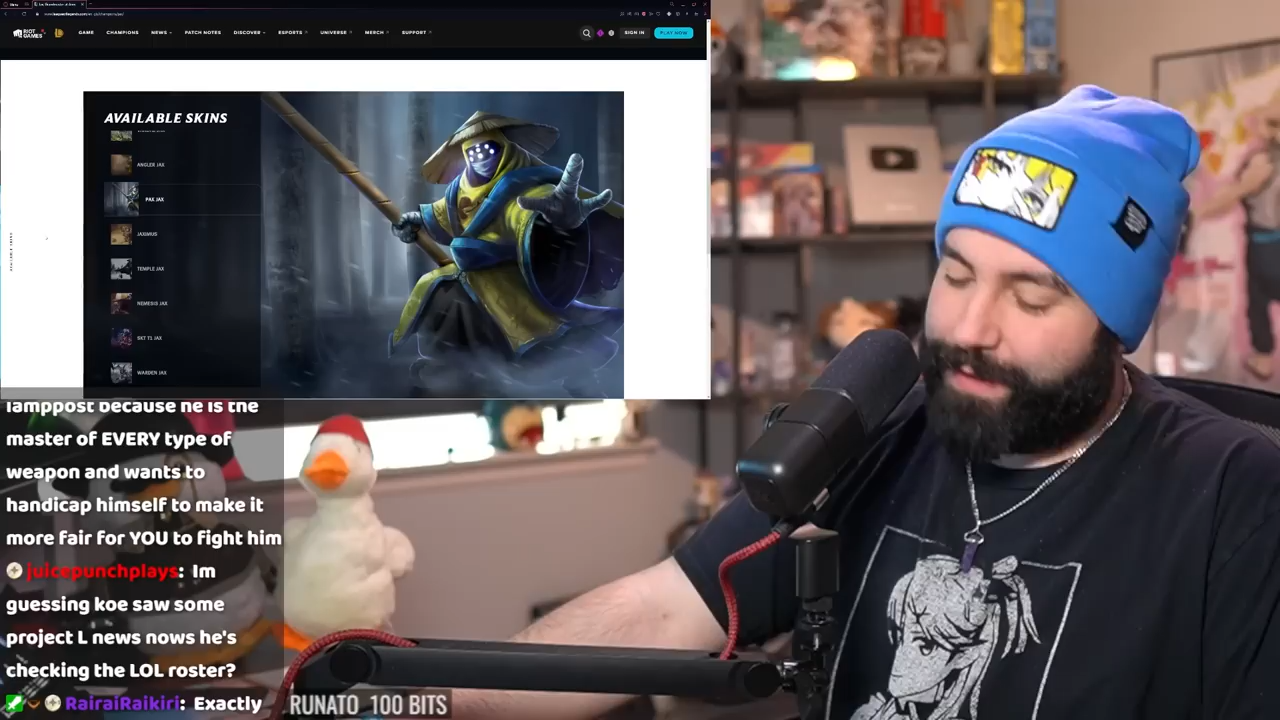 RIOT GAMES
GAME
CHAMPIONS
NEWS
PATCH NOTES
DISCOVER
ESPORTS
UNIVERSE
MERCH
SUPPORT
SIGN IN
PLAY NOW
AVAILABLE SKINS
ANGLER JAX
PAX JAX
JAXIMUS
TEMPLE JAX
NEMESIS JAX
SKT T1 JAX
WARDEN JAX
lamppost because he is the
master of EVERY type of
weapon and wants to
handicap himself to make it
more fair for YOU to fight him
juicepunchplays: Im
guessing koe saw some
project L news nows he's
checking the LOL roster?
RairaiRaikiri: Exactly
RUNATO 100 BITS